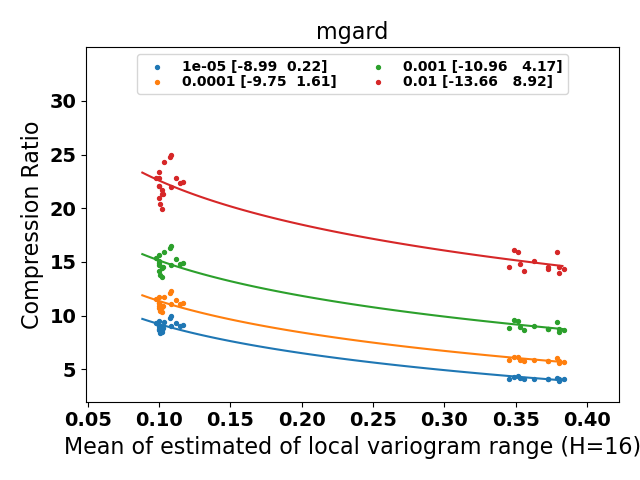 mgard
1e-05 [-8.99  0.22]
0.0001 [-9.75  1.61]
0.001 [-10.96   4.17]
0.01 [-13.66   8.92]
Compression Ratio
30
25
20
15
10
5
0.05 0.10 0.15 0.20 0.25 0.30 0.35 0.40
Mean of estimated of local variogram range (H=16)